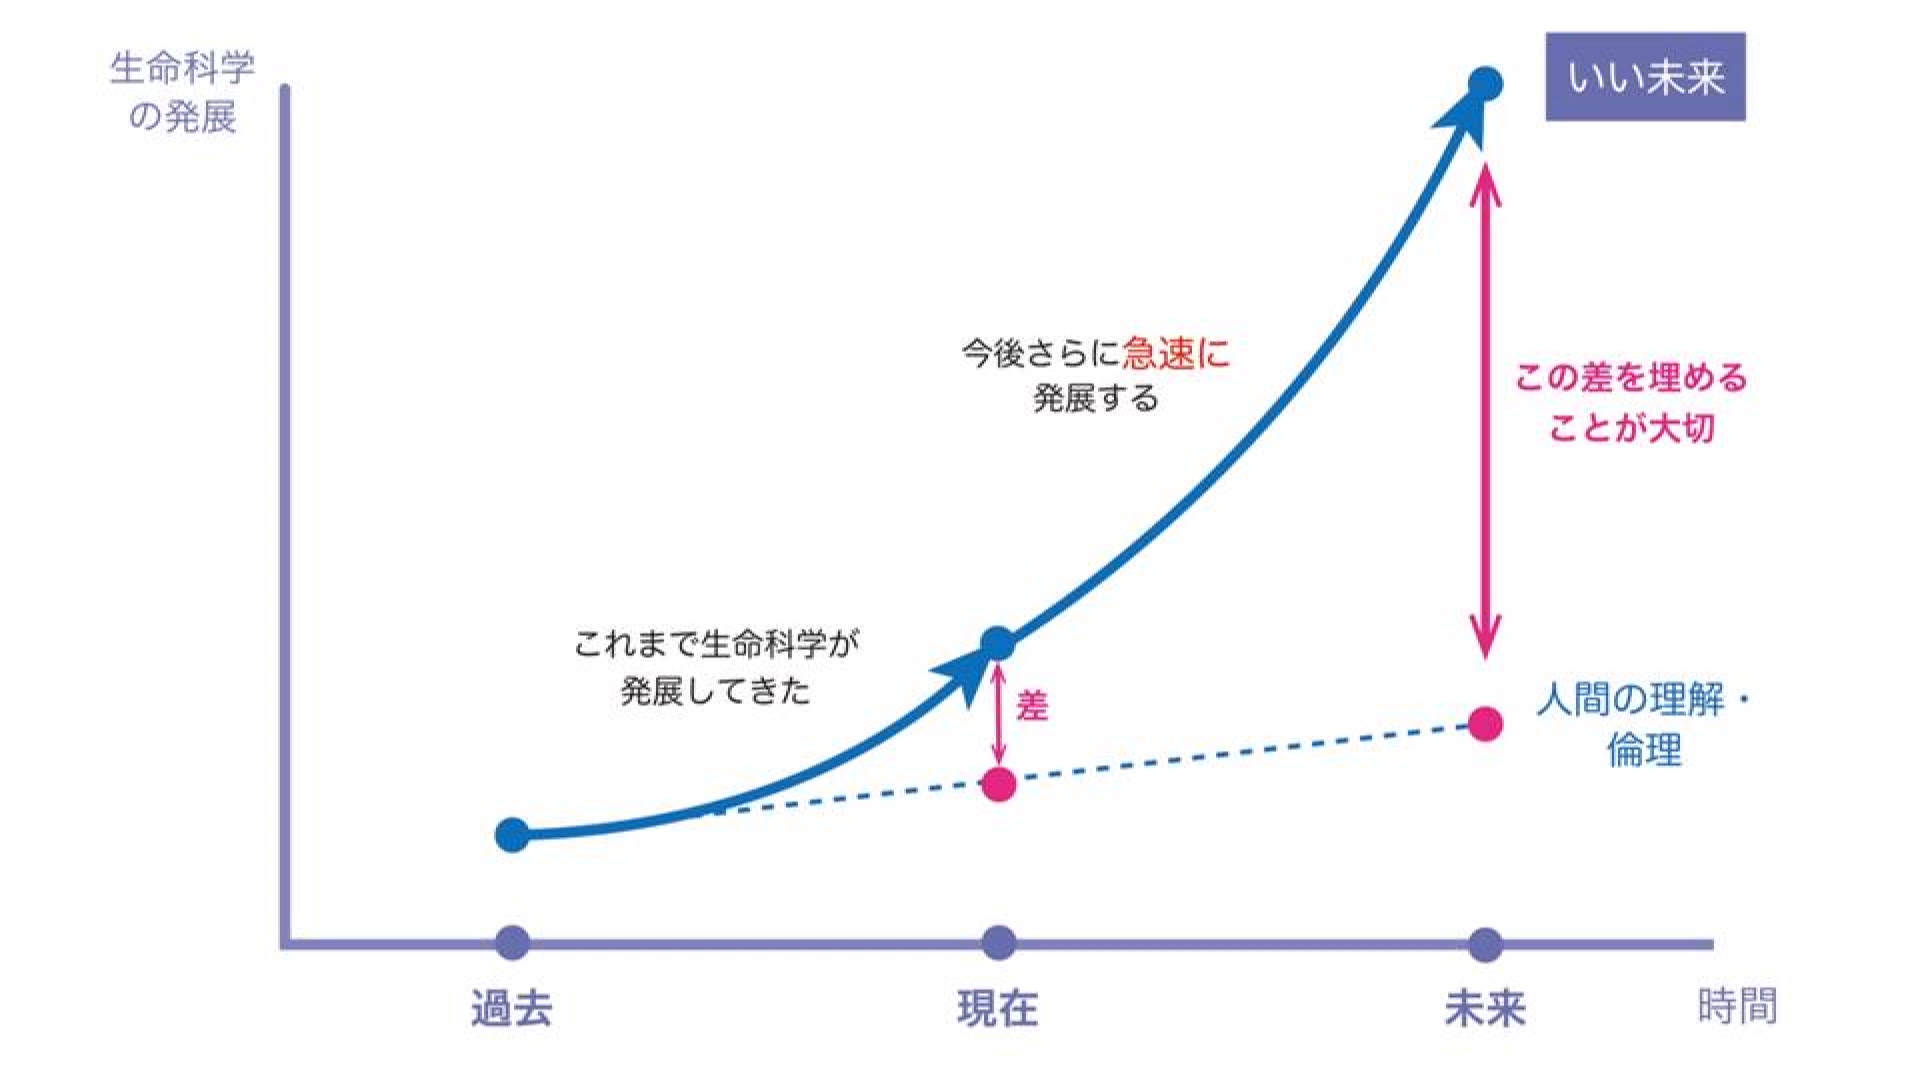 生命科学
の発展
いい未来
今後さらに急速に
発展する
この差を埋める
ことが大切
これまで生命科学が
発展してきた
差
人間の理解・
倫理
過去
現在
未来
時間